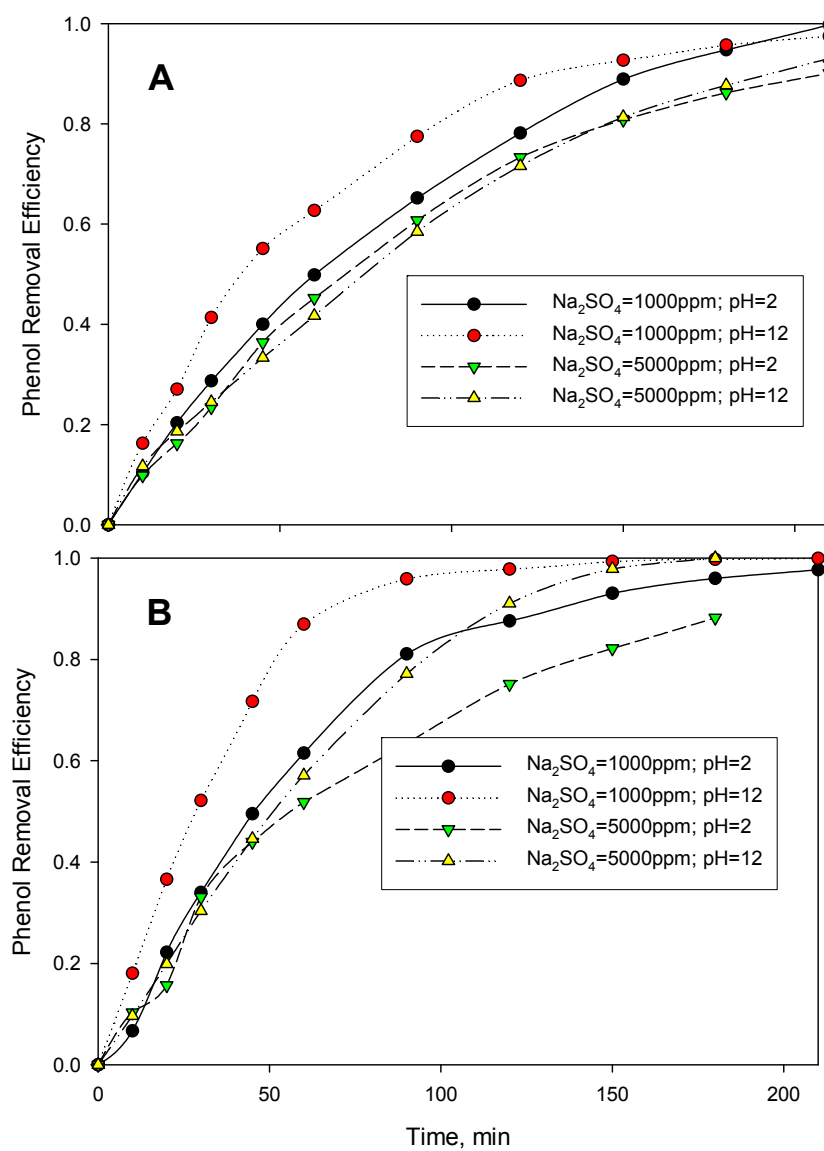 1.0
A
0.8
Phenol Removal Efficiency
0.6
0.4
0.2
0.0
Na₂SO₄=1000ppm; pH=2
Na₂SO₄=1000ppm; pH=12
Na₂SO₄=5000ppm; pH=2
Na₂SO₄=5000ppm; pH=12
1.0
B
0.8
Phenol Removal Efficiency
0.6
0.4
0.2
0.0
Na₂SO₄=1000ppm; pH=2
Na₂SO₄=1000ppm; pH=12
Na₂SO₄=5000ppm; pH=2
Na₂SO₄=5000ppm; pH=12
0 50 100 150 200
Time, min